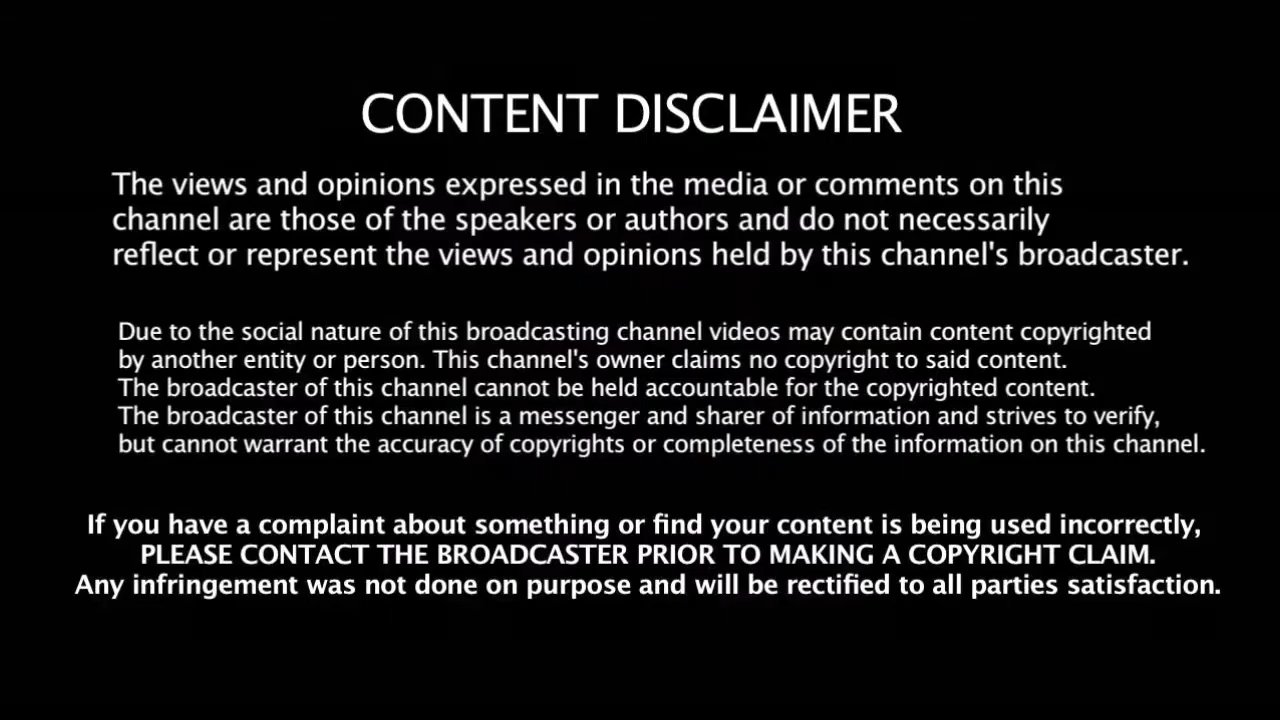 CONTENT DISCLAIMER
The views and opinions expressed in the media or comments on this
channel are those of the speakers or authors and do not necessarily
reflect or represent the views and opinions held by this channel's broadcaster.
Due to the social nature of this broadcasting channel videos may contain content copyrighted
by another entity or person. This channel's owner claims no copyright to said content.
The broadcaster of this channel cannot be held accountable for the copyrighted content.
The broadcaster of this channel is a messenger and sharer of information and strives to verify,
but cannot warrant the accuracy of copyrights or completeness of the information on this channel.
If you have a complaint about something or find your content is being used incorrectly,
PLEASE CONTACT THE BROADCASTER PRIOR TO MAKING A COPYRIGHT CLAIM.
Any infringement was not done on purpose and will be rectified to all parties satisfaction.